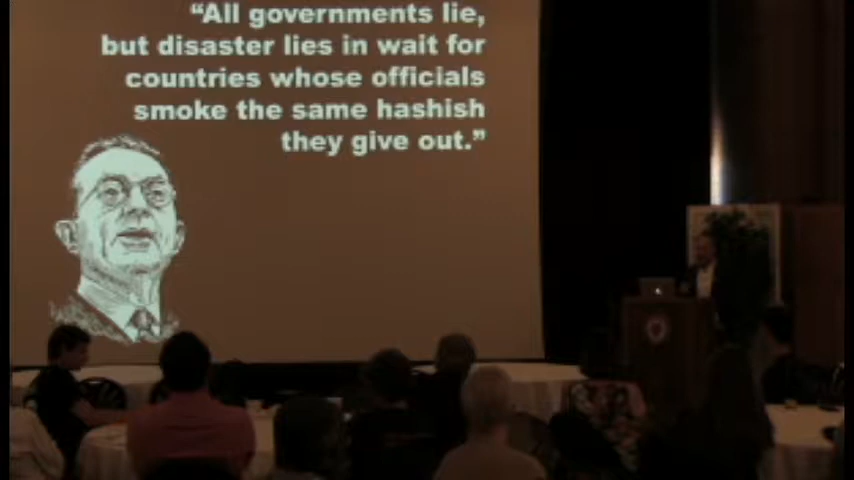 “All governments lie,
but disaster lies in wait for
countries whose officials
smoke the same hashish
they give out.”